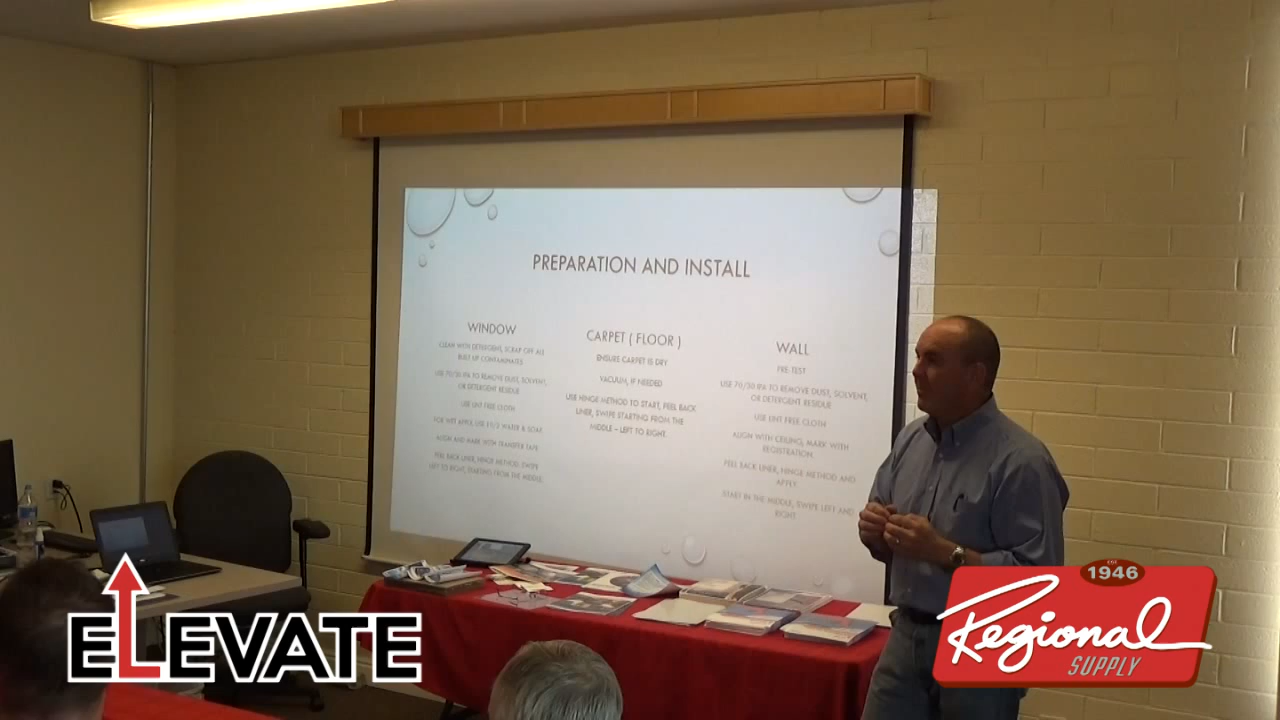 PREPARATION AND INSTALL
WINDOW
CLEAN WITH DETERGENT, SCRAP OFF ALL
BUILT UP CONTAMINATES
USE 70/30 IPA TO REMOVE DUST, SOLVENT,
OR DETERGENT RESIDUE
USE LINT FREE CLOTH
FOR WET APPLY, USE WATER & SOAP
ALIGN AND MARK WITH TRANSFER TAPE
PEEL BACK LINER, HINGE METHOD, SWIPE
LEFT TO RIGHT, STARTING FROM THE MIDDLE.
CARPET ( FLOOR )
ENSURE CARPET IS DRY
VACUUM, IF NEEDED
USE HINGE METHOD TO START, PEEL BACK
LINER, SWIPE STARTING FROM THE
MIDDLE – LEFT TO RIGHT.
WALL
PRE-TEST
USE 70/30 IPA TO REMOVE DUST, SOLVENT,
OR DETERGENT RESIDUE
USE LINT FREE CLOTH
ALIGN WITH CEILING, MARK WITH
REGISTRATION.
PEEL BACK LINER, HINGE METHOD AND
APPLY.
START IN THE MIDDLE, SWIPE LEFT AND
RIGHT
ELEVATE
EST.
1946
Regional
SUPPLY